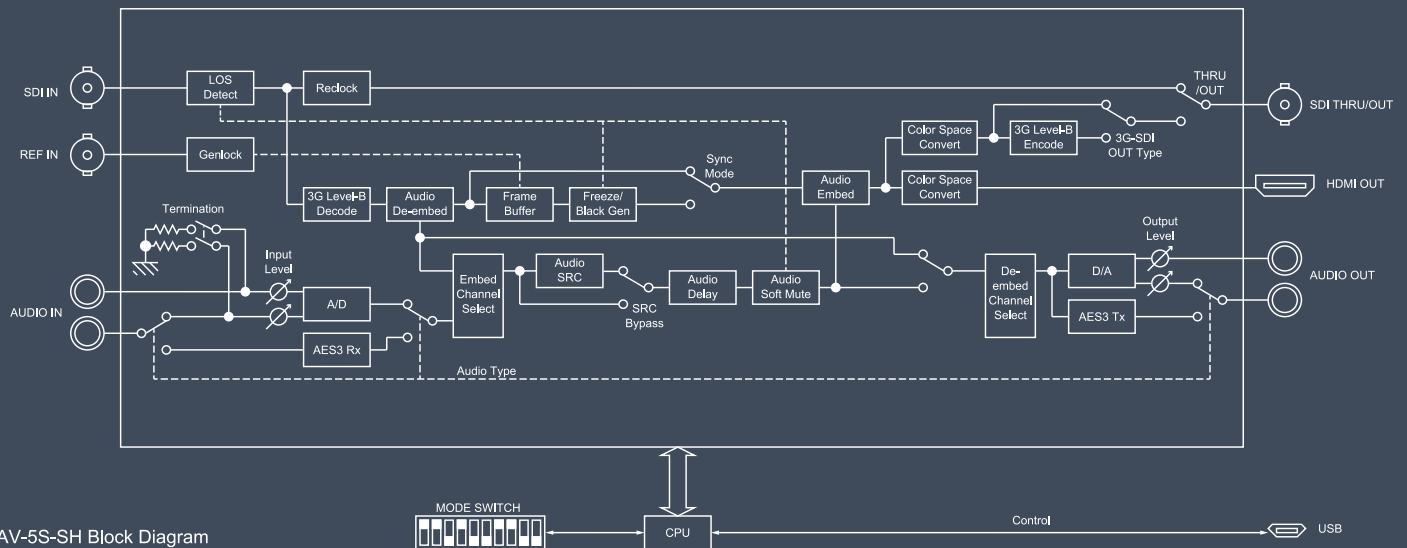 SDI IN
LOS
Detect
Reclock
THRU
/OUT
SDI THRU/OUT
REF IN
Genlock
Color Space
Convert
3G Level-B
Encode
3G-SDI
OUT Type
Sync
Mode
3G Level-B
Decode
Audio
De-embed
Frame
Buffer
Freeze/
Black Gen
Audio
Embed
Color Space
Convert
HDMI OUT
Termination
Input
Level
Output
Level
AUDIO IN
A/D
AES3 Rx
Embed
Channel
Select
Audio
SRC
SRC
Bypass
Audio
Delay
Audio
Soft Mute
De-
embed
Channel
Select
D/A
AES3 Tx
AUDIO OUT
Audio Type
MODE SWITCH
CPU
Control
USB
AV-5S-SH Block Diagram